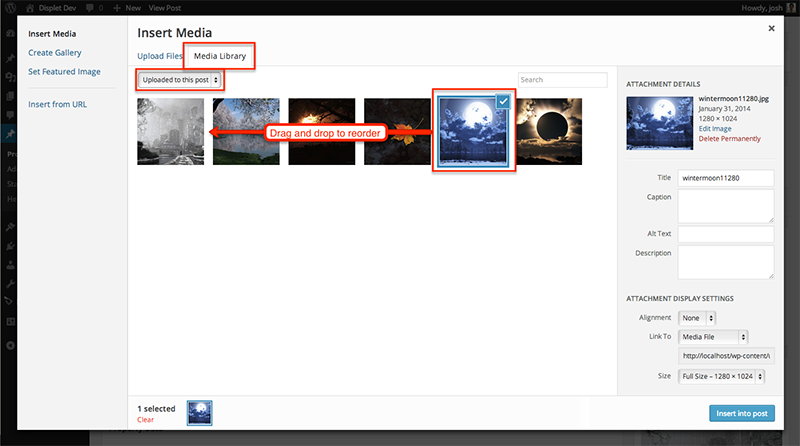 Displet Dev
0
New
View Post
Howdy, josh
Insert Media
Create Gallery
Set Featured Image
Insert from URL
Insert Media
Upload Files
Media Library
Uploaded to this post
Search
Drag and drop to reorder
ATTACHMENT DETAILS
wintermoon11280.jpg
January 31, 2014
1280 × 1024
Edit Image
Delete Permanently
Title
wintermoon11280
Caption
Alt Text
Description
ATTACHMENT DISPLAY SETTINGS
Alignment
None
Link To
Media File
http://localhost/wp-content/u
Size
Full Size – 1280 × 1024
1 selected
Clear
Insert into post